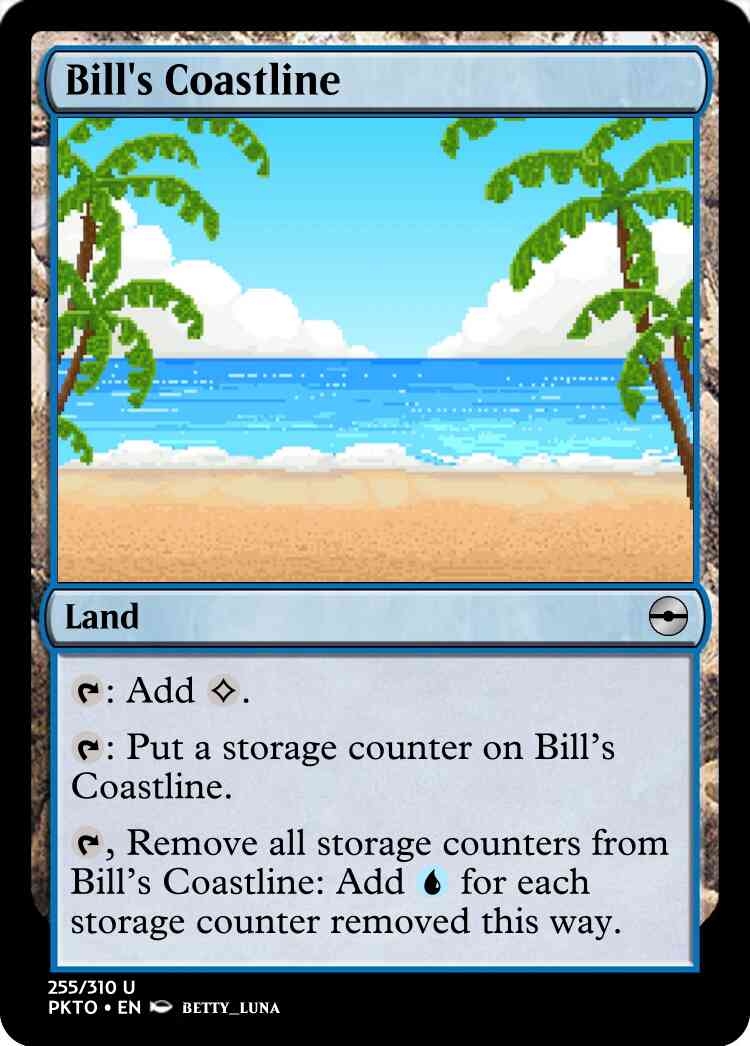 Bill's Coastline
Land
: Add .
: Put a storage counter on Bill’s
Coastline.
, Remove all storage counters from
Bill’s Coastline: Add for each
storage counter removed this way.
255/310 U
PKTO • EN BETTY_LUNA